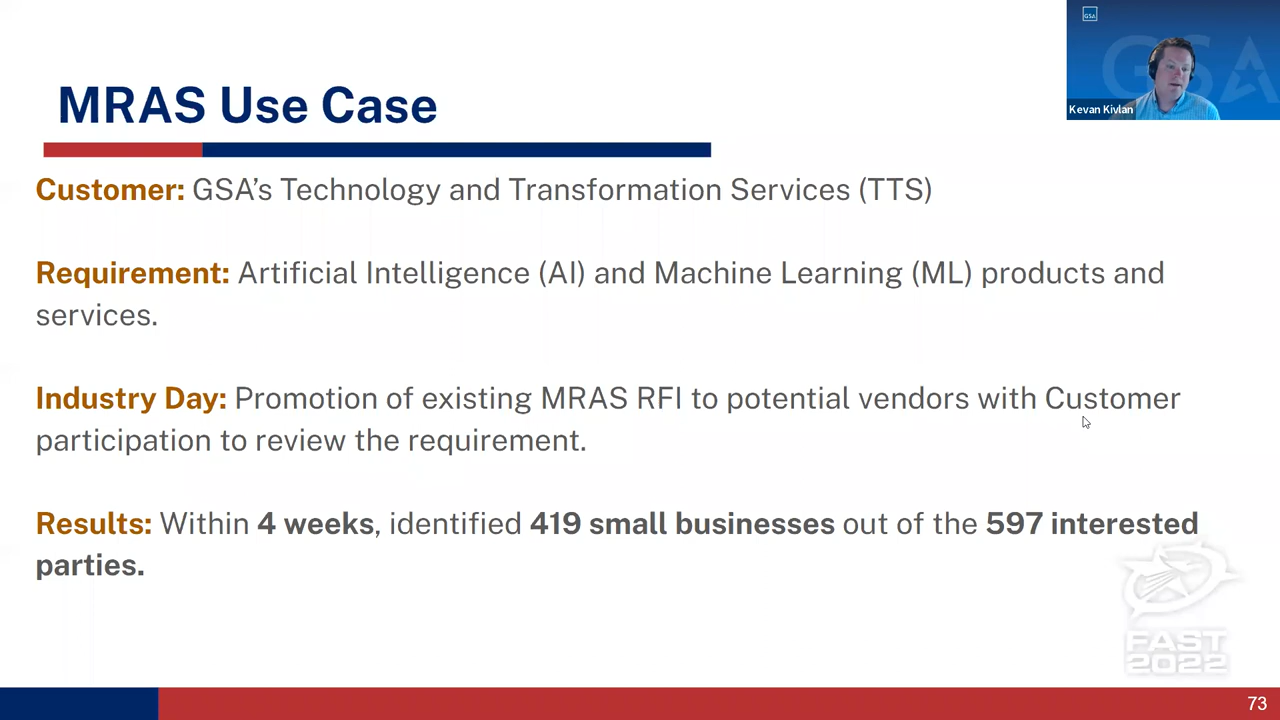 GSA
Kevan Kivlan
MRAS Use Case
Customer: GSA's Technology and Transformation Services (TTS)
Requirement: Artificial Intelligence (AI) and Machine Learning (ML) products and
services.
Industry Day: Promotion of existing MRAS RFI to potential vendors with Customer
participation to review the requirement.
Results: Within 4 weeks, identified 419 small businesses out of the 597 interested
parties.
FAST
2022
73